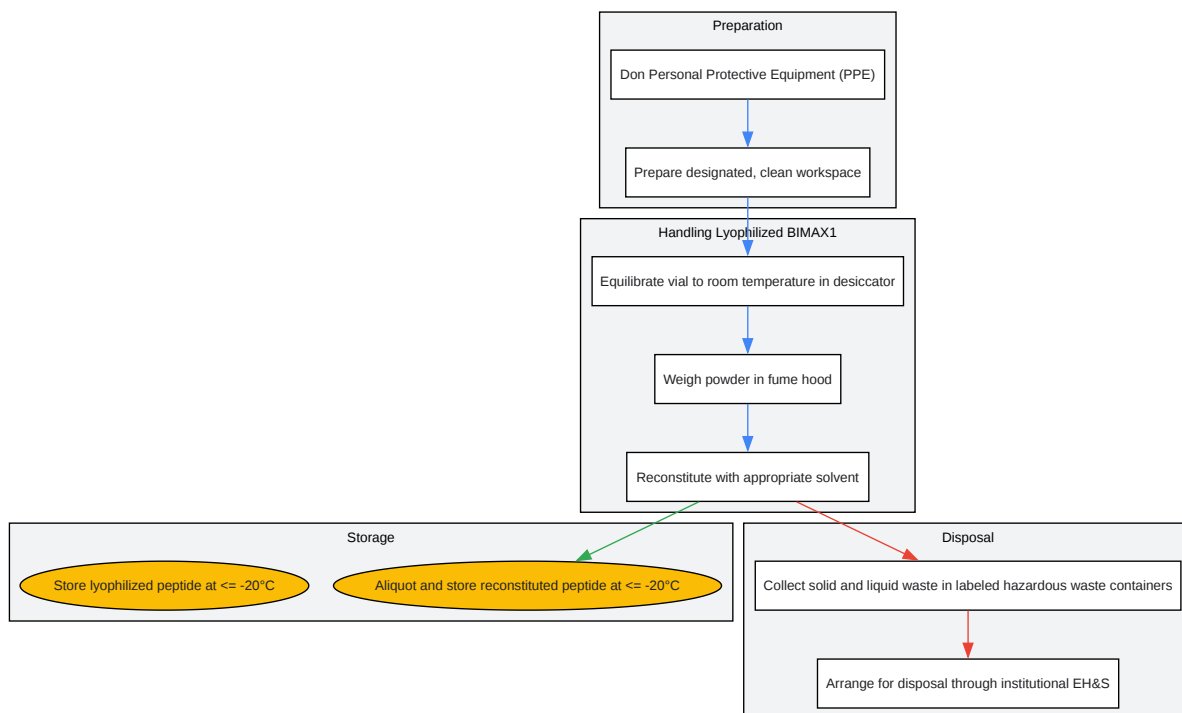 Preparation
Don Personal Protective Equipment (PPE)
Prepare designated, clean workspace
Handling Lyophilized BIMAX1
Equilibrate vial to room temperature in desiccator
Weigh powder in fume hood
Reconstitute with appropriate solvent
Storage
Store lyophilized peptide at <= -20°C
Aliquot and store reconstituted peptide at <= -20°C
Disposal
Collect solid and liquid waste in labeled hazardous waste containers
Arrange for disposal through institutional EH&S